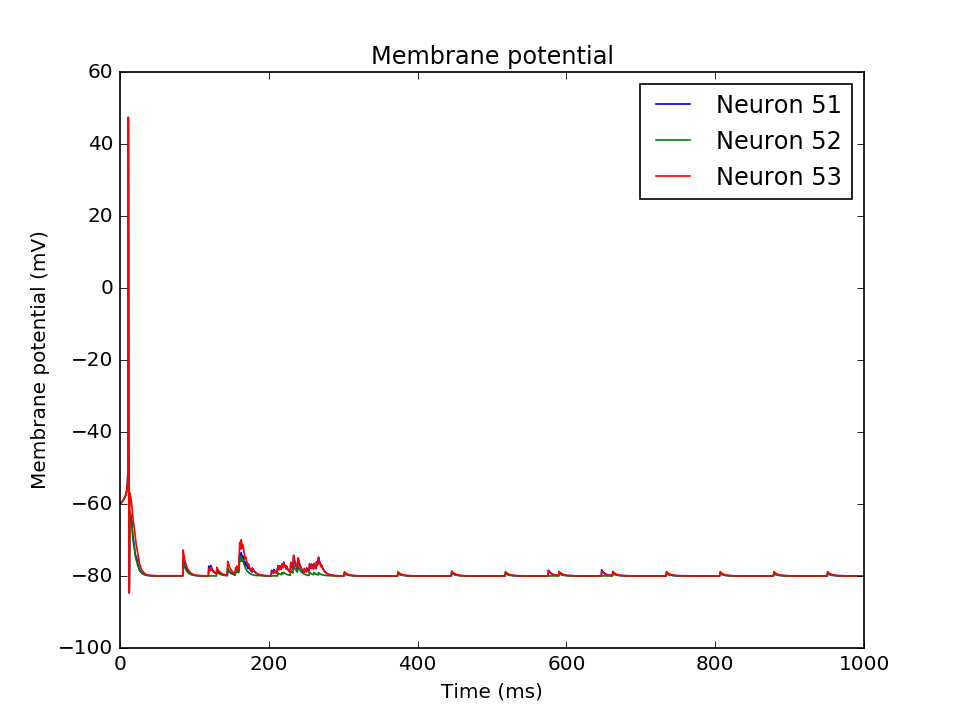 Membrane potential
Neuron 51
Neuron 52
Neuron 53
60
40
20
0
−20
−40
−60
−80
−100
Membrane potential (mV)
0 200 400 600 800 1000
Time (ms)